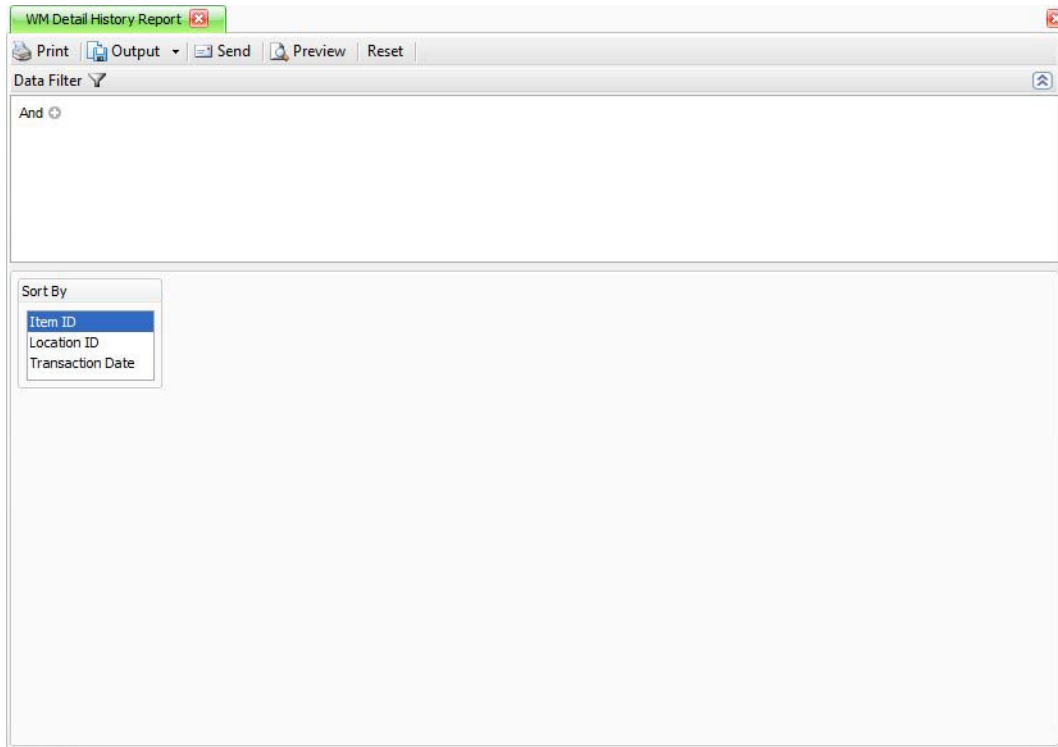 WM Detail History Report
Print Output Send Preview Reset
Data Filter
And
Sort By
Item ID
Location ID
Transaction Date